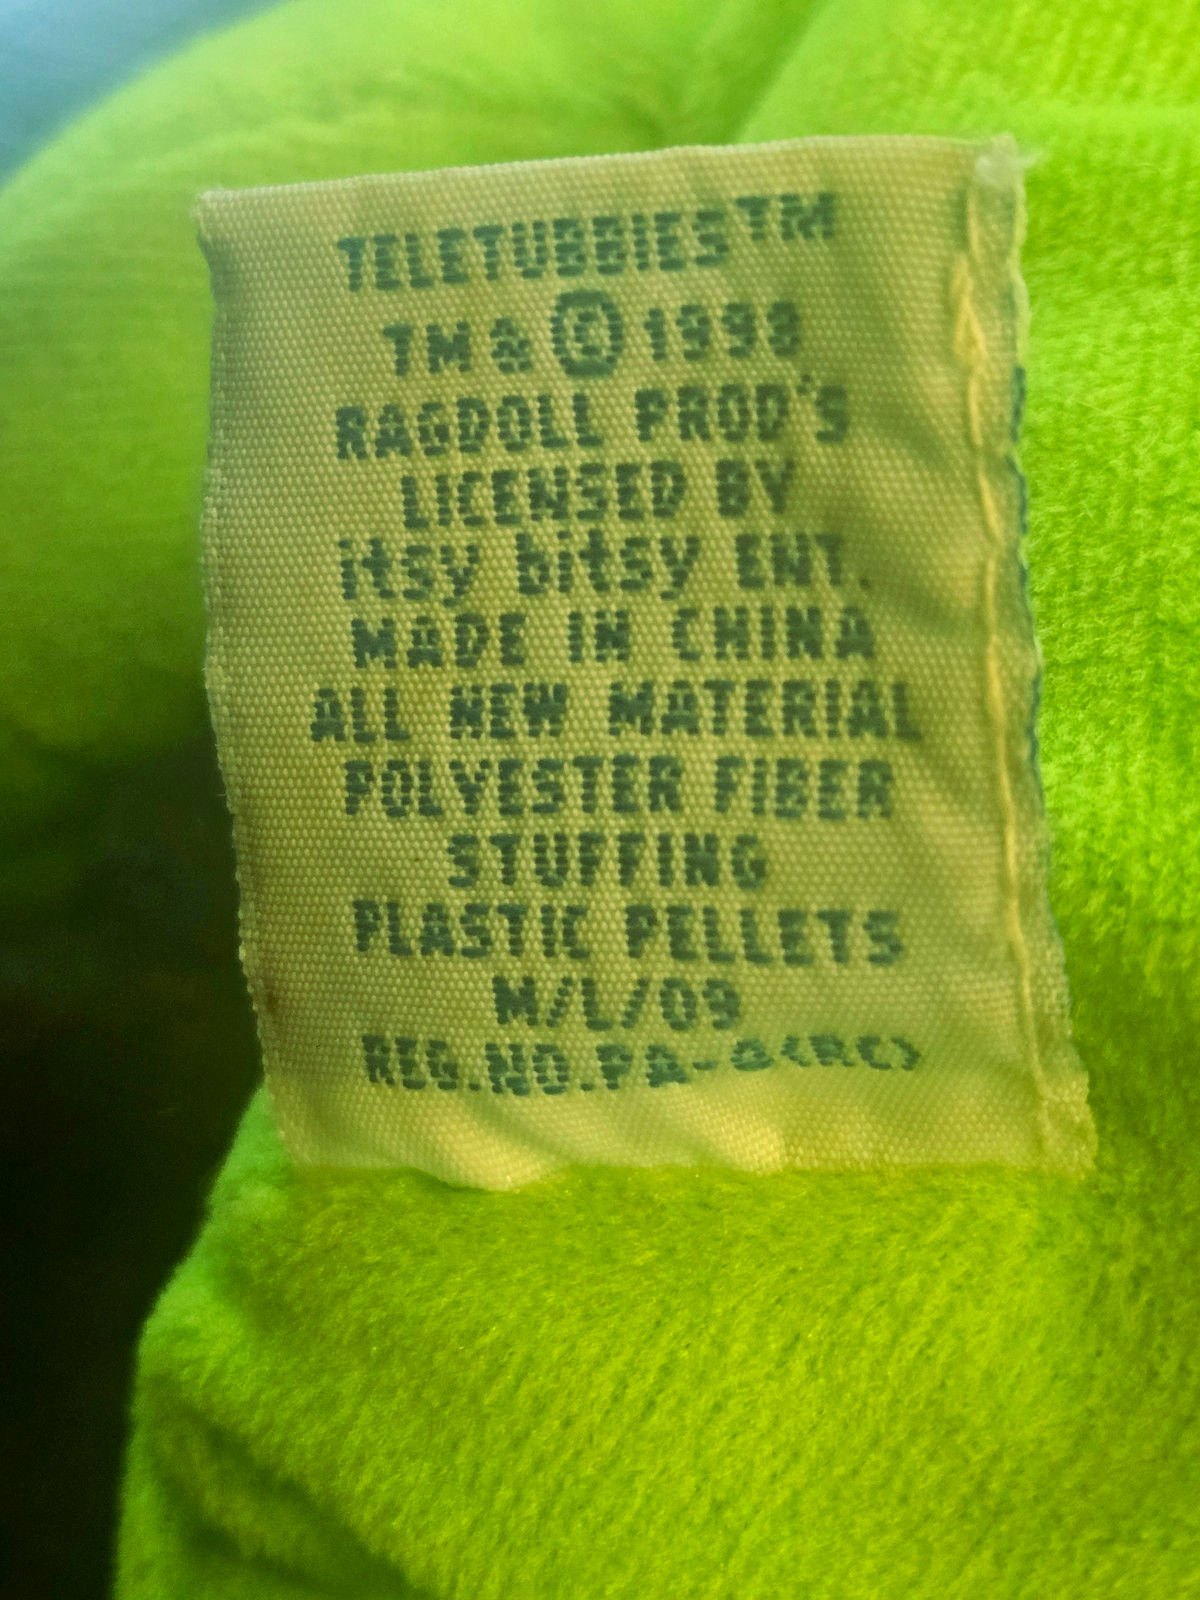 TELETUBBIES™
TM & © 1998
RAGDOLL PROD'S
LICENSED BY
itsy bitsy ENT.
MADE IN CHINA
ALL NEW MATERIAL
POLYESTER FIBER
STUFFING
PLASTIC PELLETS
M/L/09
REG.NO.PA-8(RC)